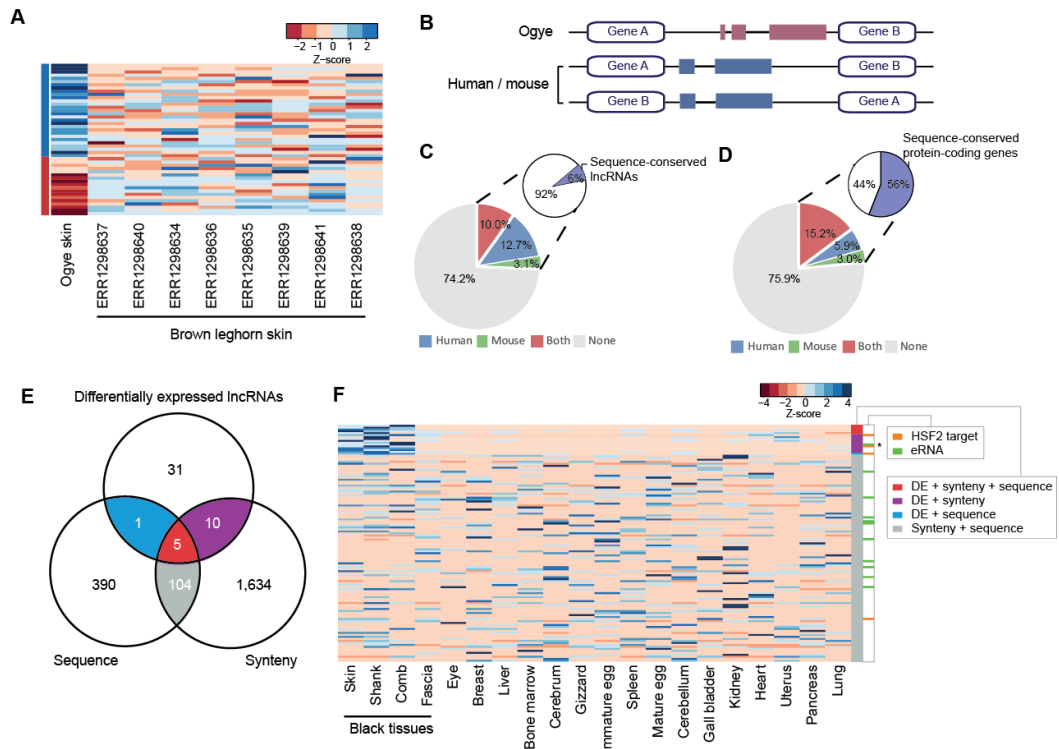 A
−2 −1 0 1 2
Z−score
Ogye skin
ERR1298637
ERR1298640
ERR1298634
ERR1298636
ERR1298635
ERR1298639
ERR1298641
ERR1298638
Brown leghorn skin
B
Ogye
Gene A
Gene B
Human / mouse
Gene A
Gene B
Gene B
Gene A
C
Sequence-conserved
lncRNAs
6%
92%
10.0%
12.7%
3.1%
74.2%
Human Mouse Both None
D
Sequence-conserved
protein-coding genes
44%
56%
15.2%
5.9%
3.0%
75.9%
Human Mouse Both None
E
Differentially expressed lncRNAs
31
1
10
5
390
104
1,634
Sequence
Synteny
F
−4 −2 0 2 4
Z−score
HSF2 target
eRNA
*
DE + synteny + sequence
DE + synteny
DE + sequence
Synteny + sequence
Skin
Shank
Comb
Fascia
Eye
Breast
Liver
Bone marrow
Cerebrum
Gizzard
mmature egg
Spleen
Mature egg
Cerebellum
Gall bladder
Kidney
Heart
Uterus
Pancreas
Lung
Black tissues